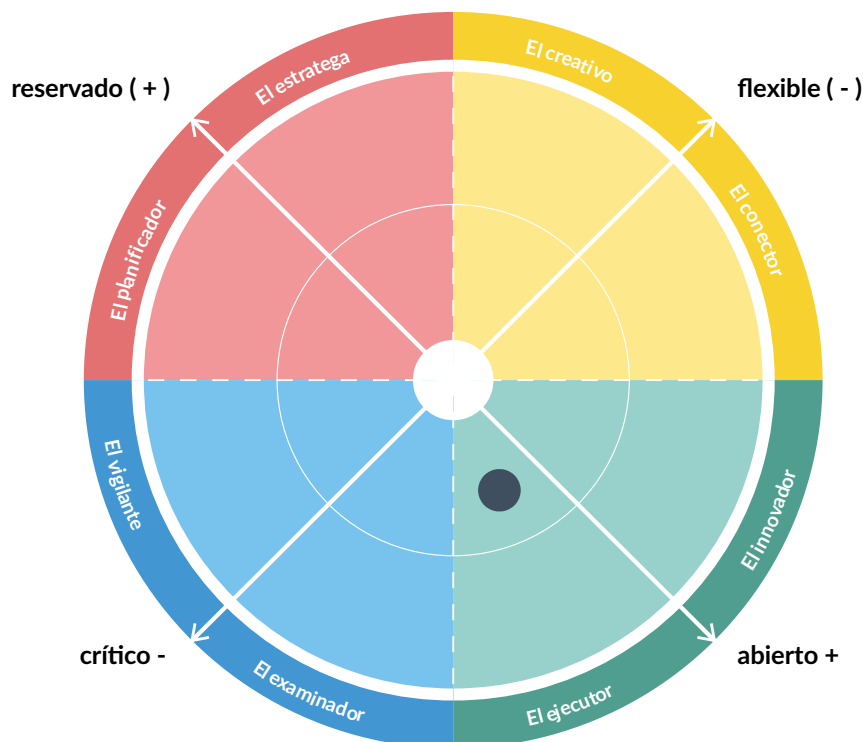 El estratega
El creativo
reservado ( + )
flexible ( - )
El planificador
El conector
El vigilante
El innovador
crítico -
abierto +
El examinador
El ejecutor